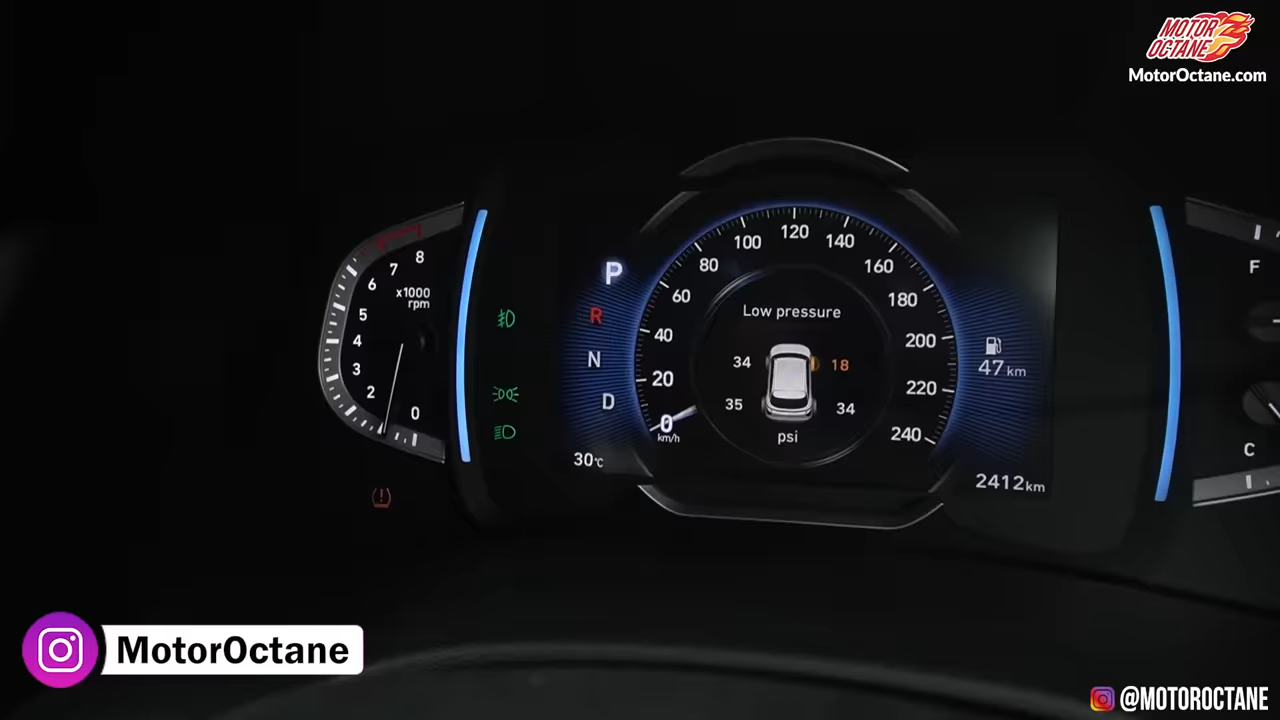 MOTOR
OCTANE
MotorOctane.com
8
7
6
5
4
3
2
0
x1000
rpm
P
R
N
D
30°C
0
20
40
60
80
100
120
140
160
180
200
220
240
km/h
Low pressure
34
18
35
34
psi
47 km
2412km
F
C
MotorOctane
@MOTOROCTANE